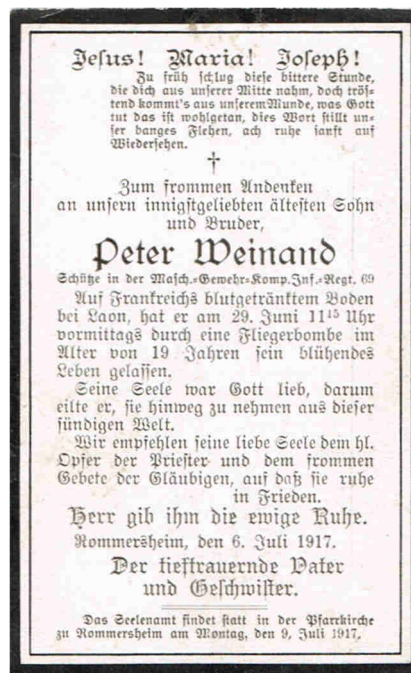 Jesus! Maria! Joseph!
Zu früh schlug diese bittere Stunde,
die dich aus unserer Mitte nahm, doch trös-
tend kommt's aus unserem Munde, was Gott
tut das ist wohlgetan, dies Wort stillt un-
ser banges Flehen, ach ruhe sanft auf
Wiedersehen.
†
Zum frommen Andenken
an unsern innigstgeliebten ältesten Sohn
und Bruder,
Peter Weinand
Schütze in der Masch.-Gewehr-Komp.Inf.-Regt. 69
Auf Frankreichs blutgetränktem Boden
bei Laon, hat er am 29. Juni 11¹⁵ Uhr
vormittags durch eine Fliegerbombe im
Alter von 19 Jahren sein blühendes
Leben gelassen.
Seine Seele war Gott lieb, darum
eilte er, sie hinweg zu nehmen aus dieser
sündigen Welt.
Wir empfehlen seine liebe Seele dem hl.
Opfer der Priester und dem frommen
Gebete der Gläubigen, auf daß sie ruhe
in Frieden.
Herr gib ihm die ewige Ruhe.
Rommersheim, den 6. Juli 1917.
Der tieftrauernde Vater
und Geschwister.
Das Seelenamt findet statt in der Pfarrkirche
zu Rommersheim am Montag, den 9. Juli 1917.